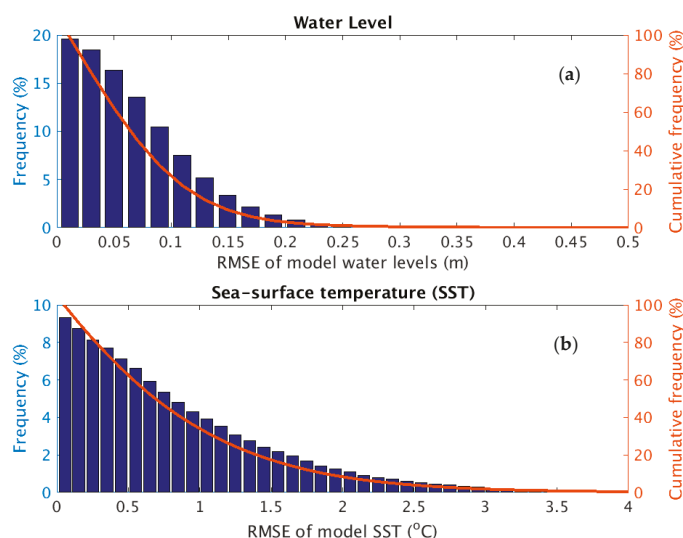 Water Level
20
15
10
5
0
Frequency (%)
(a)
100
80
60
40
20
0
Cumulative frequency (%)
0 0.05 0.1 0.15 0.2 0.25 0.3 0.35 0.4 0.45 0.5
RMSE of model water levels (m)
Sea-surface temperature (SST)
10
8
6
4
2
0
Frequency (%)
(b)
100
80
60
40
20
0
Cumulative frequency (%)
0 0.5 1 1.5 2 2.5 3 3.5 4
RMSE of model SST (°C)